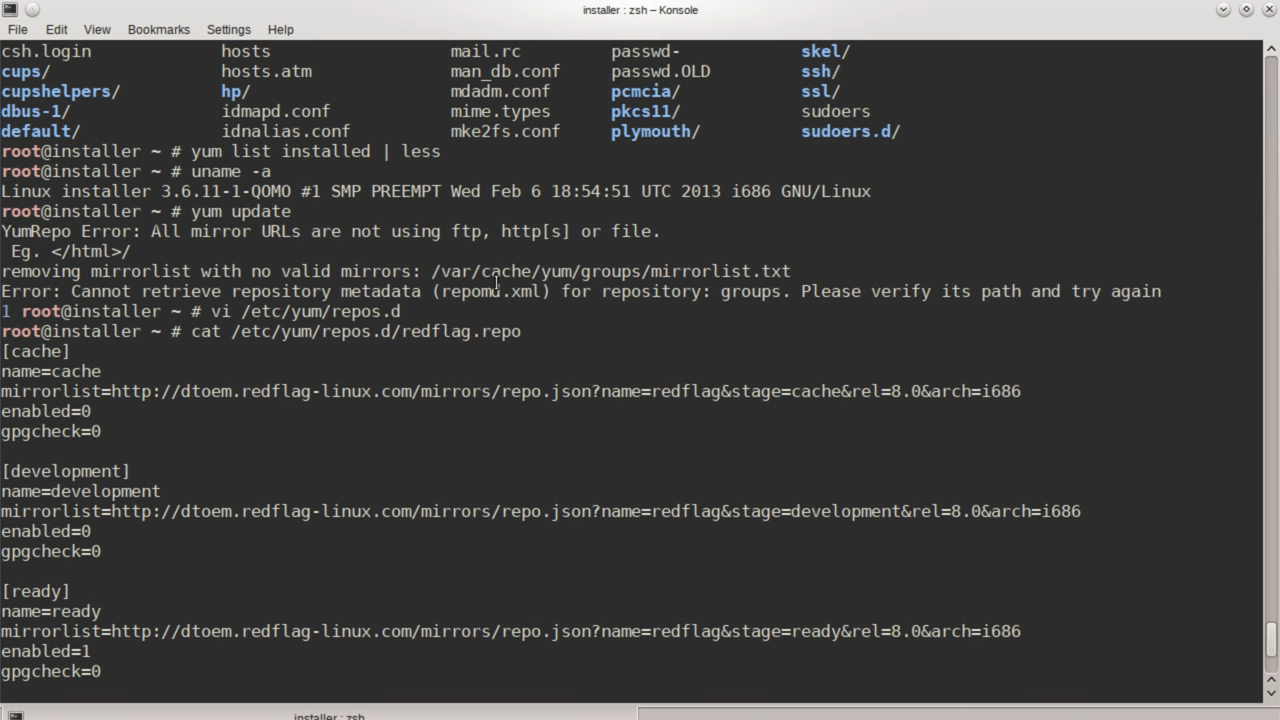 installer : zsh – Konsole
File Edit View Bookmarks Settings Help
csh.login hosts mail.rc passwd- skel/
cups/ hosts.atm man_db.conf passwd.OLD ssh/
cupshelpers/ hp/ mdadm.conf pcmcia/ ssl/
dbus-1/ idmapd.conf mime.types pkcs11/ sudoers
default/ idnalias.conf mke2fs.conf plymouth/ sudoers.d/
root@installer ~ # yum list installed | less
root@installer ~ # uname -a
Linux installer 3.6.11-1-QOMO #1 SMP PREEMPT Wed Feb 6 18:54:51 UTC 2013 i686 GNU/Linux
root@installer ~ # yum update
YumRepo Error: All mirror URLs are not using ftp, http[s] or file.
 Eg. </html>/
removing mirrorlist with no valid mirrors: /var/cache/yum/groups/mirrorlist.txt
Error: Cannot retrieve repository metadata (repomd.xml) for repository: groups. Please verify its path and try again
1 root@installer ~ # vi /etc/yum/repos.d
root@installer ~ # cat /etc/yum/repos.d/redflag.repo
[cache]
name=cache
mirrorlist=http://dtoem.redflag-linux.com/mirrors/repo.json?name=redflag&stage=cache&rel=8.0&arch=i686
enabled=0
gpgcheck=0
[development]
name=development
mirrorlist=http://dtoem.redflag-linux.com/mirrors/repo.json?name=redflag&stage=development&rel=8.0&arch=i686
enabled=0
gpgcheck=0
[ready]
name=ready
mirrorlist=http://dtoem.redflag-linux.com/mirrors/repo.json?name=redflag&stage=ready&rel=8.0&arch=i686
enabled=1
gpgcheck=0
installer : zsh